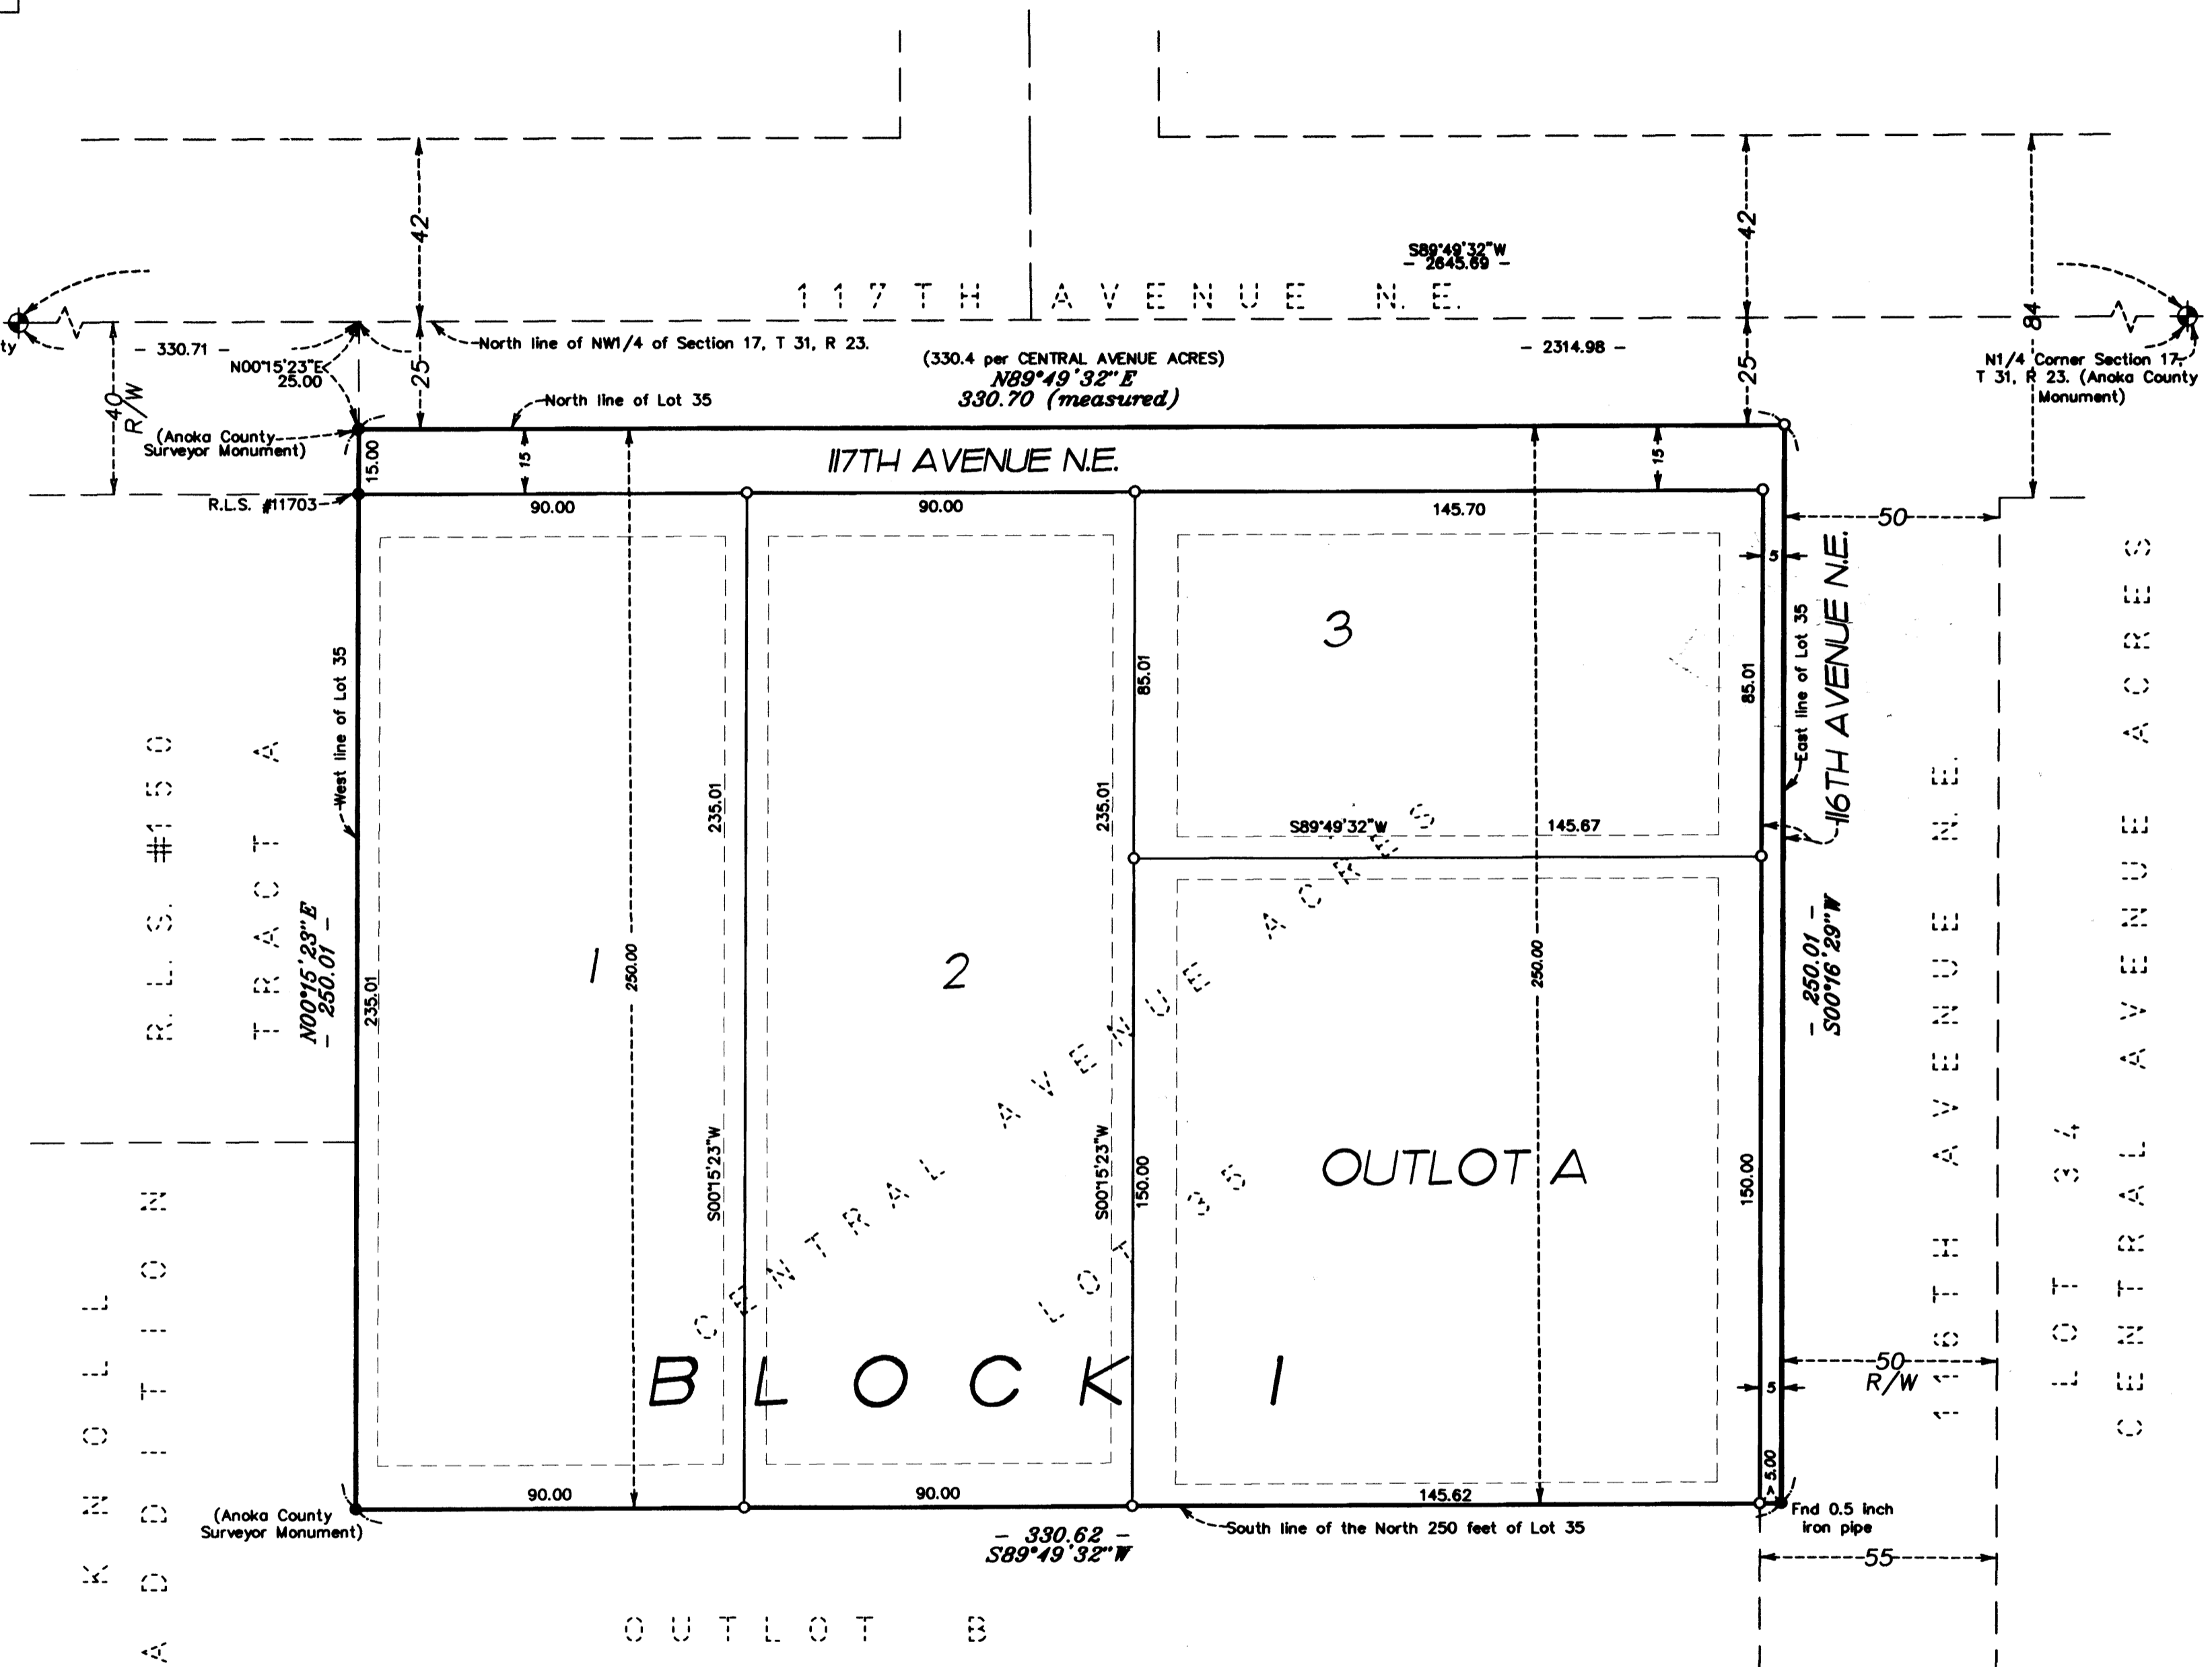 42
42
84
S89°49'32"W
- 2645.69 -
117TH AVENUE N.E.
ty
- 330.71 -
N00°15'23"E
25.00
25
North line of NW1/4 of Section 17, T 31, R 23.
(330.4 per CENTRAL AVENUE ACRES)
N89°49'32"E
330.70 (measured)
- 2314.98 -
25
N1/4 Corner Section 17,
T 31, R 23. (Anoka County
Monument)
40
R/W
North line of Lot 35
(Anoka County
Surveyor Monument)
15.00
15
117TH AVENUE N.E.
15
R.L.S. #11703
90.00
90.00
145.70
50
5
116TH AVENUE N.E.
East line of Lot 35
West line of Lot 35
3
85.01
85.01
235.01
235.01
S89°49'32"W
145.67
R.L.S. #150
TRACT A
N00°15'23"E
- 250.01 -
235.01
1
250.00
2
250.00
- 250.01 -
S00°16'29"W
CENTRAL AVENUE ACRES
LOT 35
S00°15'23"W
S00°15'23"W
150.00
OUTLOT A
150.00
116TH AVENUE N.E.
LOT 34
CENTRAL AVENUE ACRES
BLOCK 1
50
R/W
5
5.00
KNOLL
ADDITION
90.00
90.00
145.62
(Anoka County
Surveyor Monument)
South line of the North 250 feet of Lot 35
Fnd 0.5 inch
iron pipe
- 330.62 -
S89°49'32"W
55
OUTLOT B